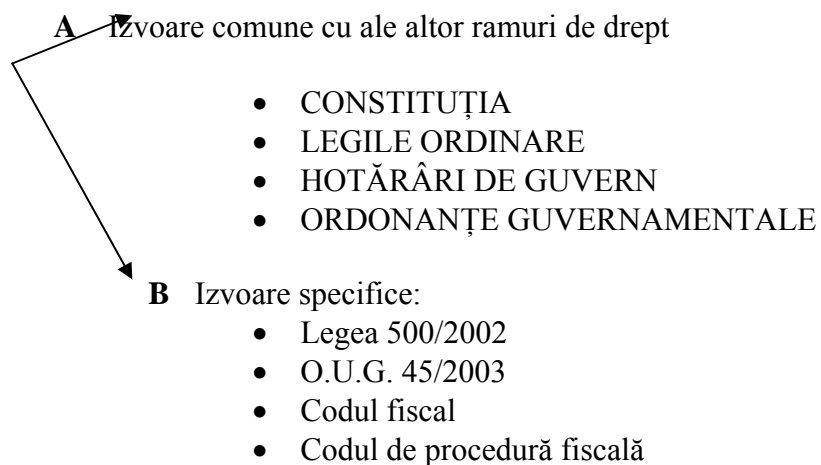 A Izvoare comune cu ale altor ramuri de drept
• CONSTITUȚIA
• LEGILE ORDINARE
• HOTĂRÂRI DE GUVERN
• ORDONANȚE GUVERNAMENTALE
B Izvoare specifice:
• Legea 500/2002
• O.U.G. 45/2003
• Codul fiscal
• Codul de procedură fiscală